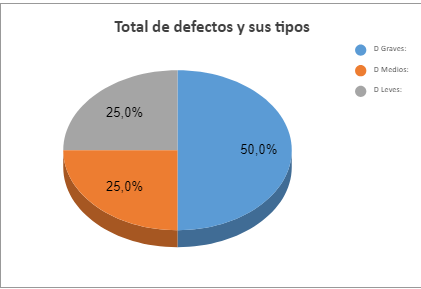 Total de defectos y sus tipos
D Graves:
D Medios:
D Leves:
25,0%
50,0%
25,0%